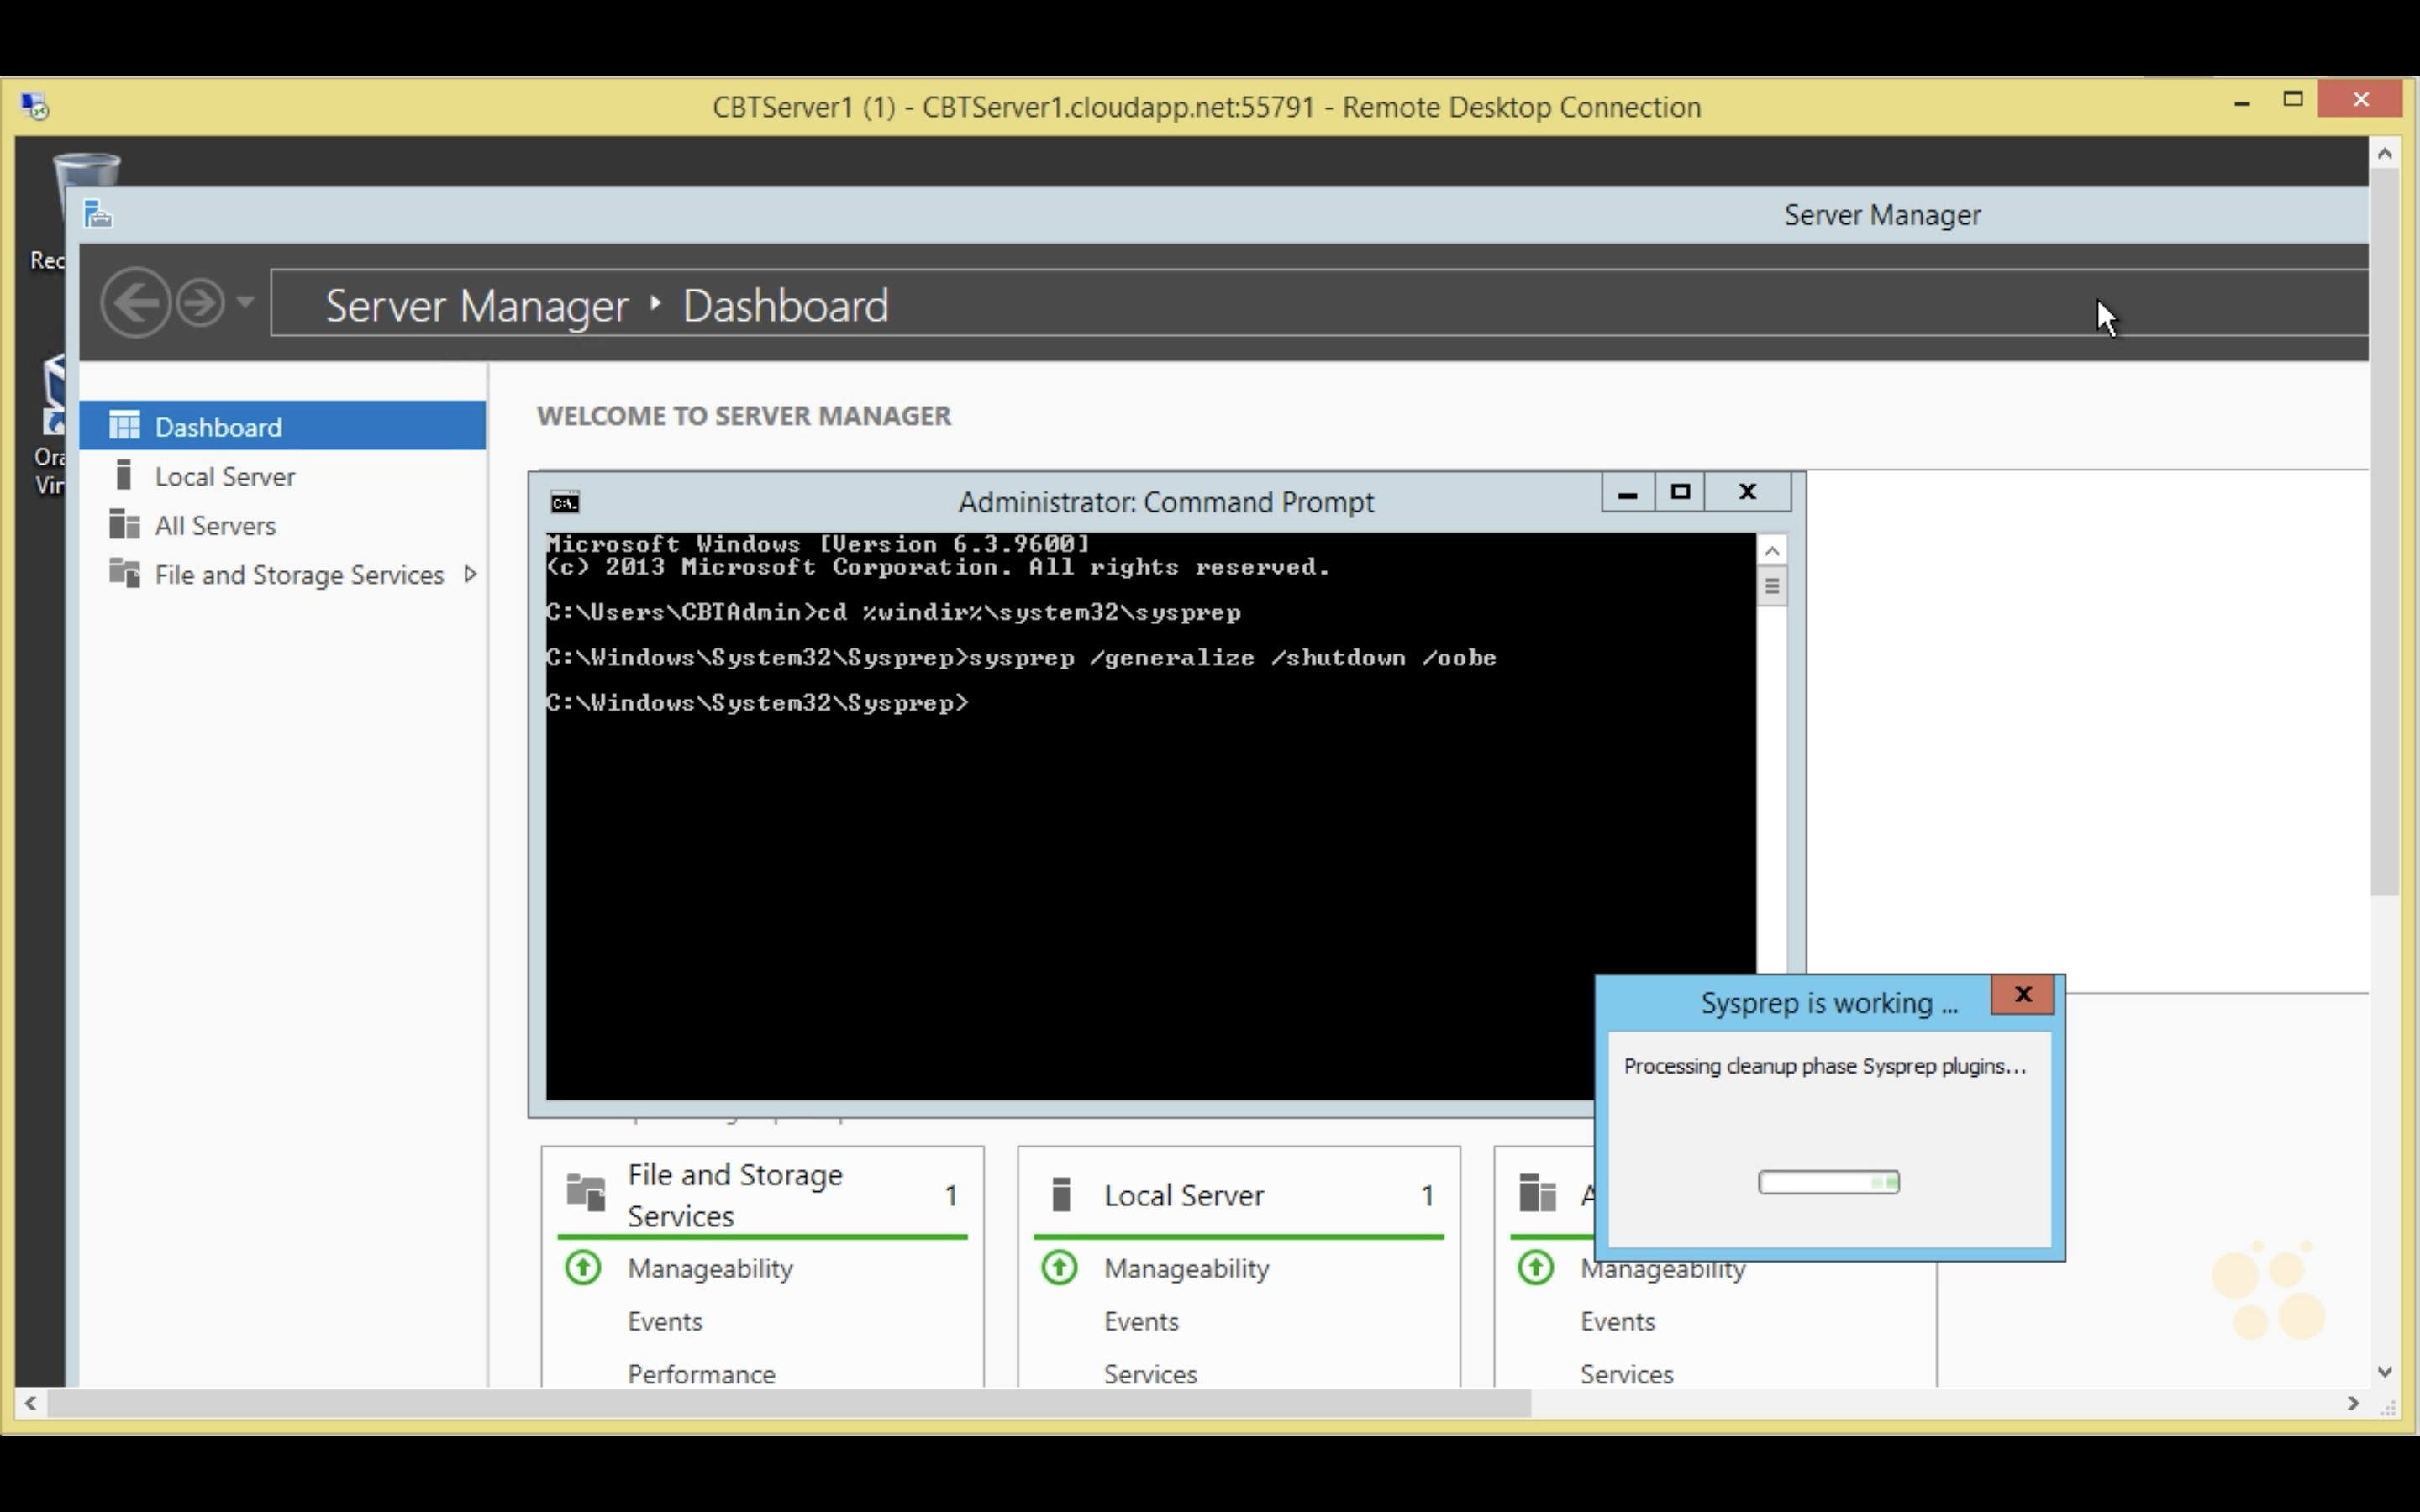 CBTServer1 (1) - CBTServer1.cloudapp.net:55791 - Remote Desktop Connection
Server Manager
Server Manager ‣ Dashboard
Dashboard
Local Server
All Servers
File and Storage Services
WELCOME TO SERVER MANAGER
Administrator: Command Prompt
Microsoft Windows [Version 6.3.9600]
(c) 2013 Microsoft Corporation. All rights reserved.
C:\Users\CBTAdmin>cd %windir%\system32\sysprep
C:\Windows\System32\Sysprep>sysprep /generalize /shutdown /oobe
C:\Windows\System32\Sysprep>
Sysprep is working ...
Processing cleanup phase Sysprep plugins...
File and Storage
Services
1
Manageability
Events
Performance
Local Server
1
Manageability
Events
Services
Manageability
Events
Services